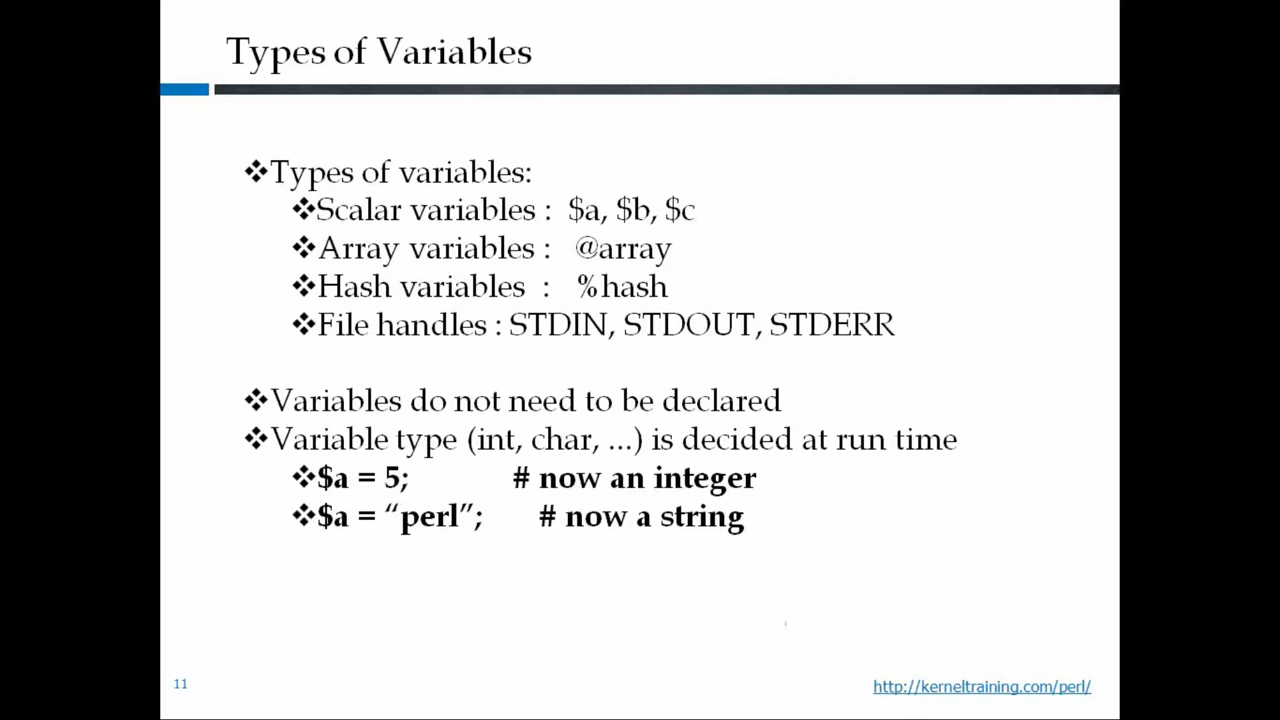 Types of Variables
❖Types of variables:
❖Scalar variables : $a, $b, $c
❖Array variables : @array
❖Hash variables : %hash
❖File handles : STDIN, STDOUT, STDERR
❖Variables do not need to be declared
❖Variable type (int, char, ...) is decided at run time
❖$a = 5; # now an integer
❖$a = “perl”; # now a string
11
http://kerneltraining.com/perl/